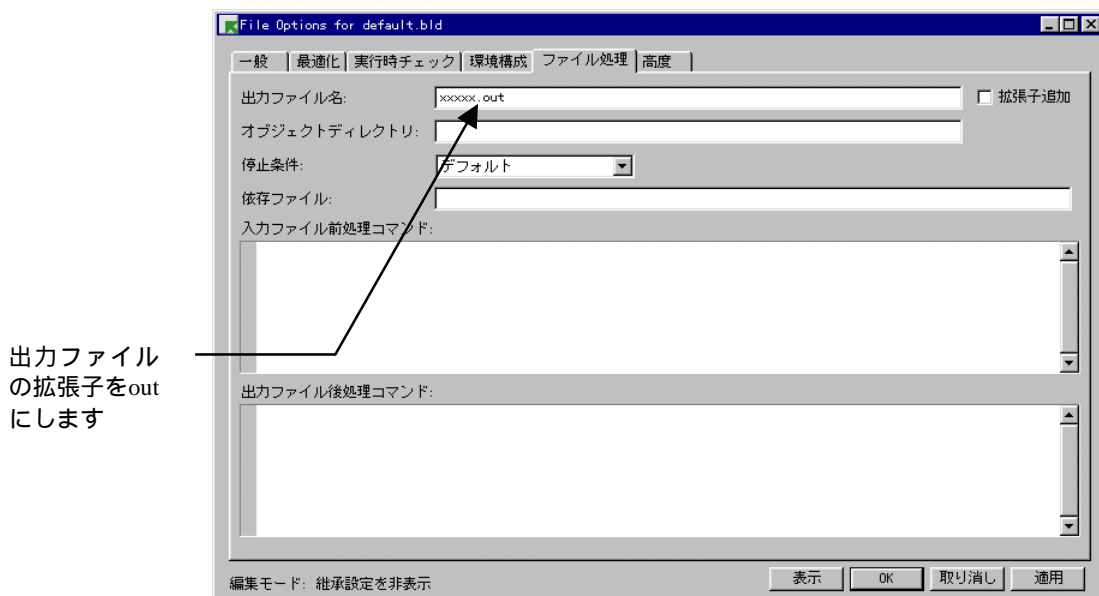 File Options for default.bld
一般 最適化 実行時チェック 環境構成 ファイル処理 高度
出力ファイル名: xxxxx.out 拡張子追加
オブジェクトディレクトリ:
停止条件: デフォルト
依存ファイル:
入力ファイル前処理コマンド:
出力ファイル
の拡張子をout
にします
出力ファイル後処理コマンド:
編集モード: 継承設定を非表示 表示 OK 取り消し 適用